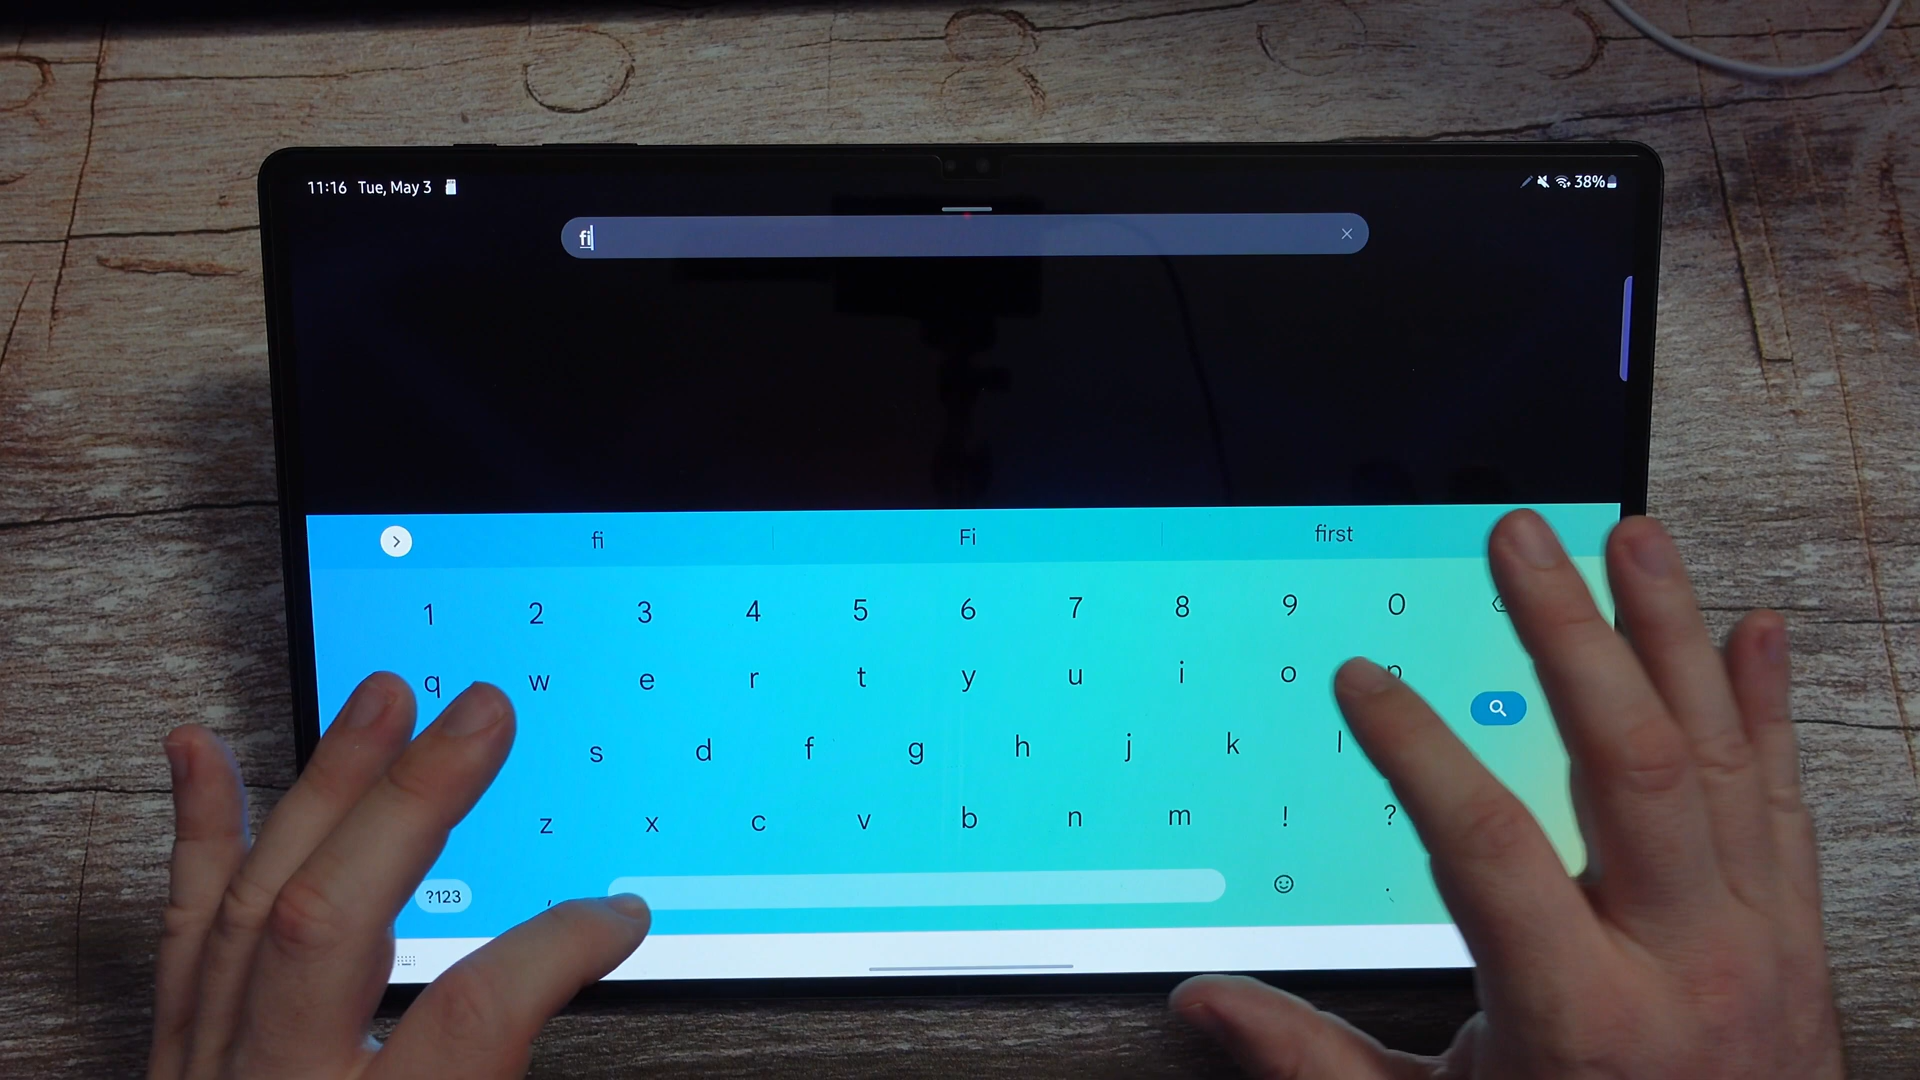 11:16 Tue, May 3
38%
fi
fi Fi first
1 2 3 4 5 6 7 8 9 0
q w e r t y u i o p
s d f g h j k l
z x c v b n m ! ?
?123 , .